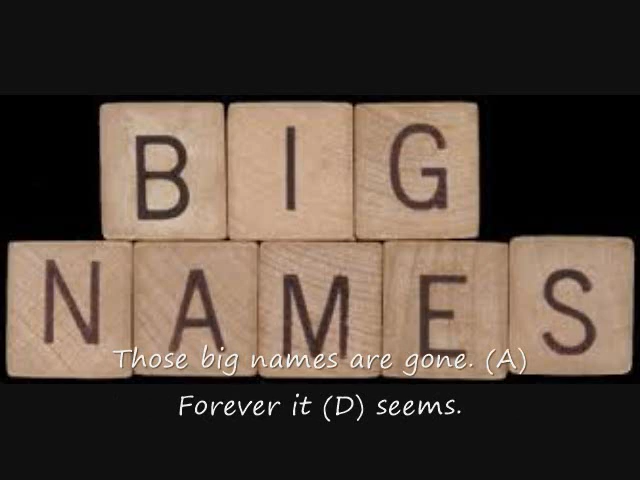 BIG
NAMES
Those big names are gone. (A)
Forever it (D) seems.